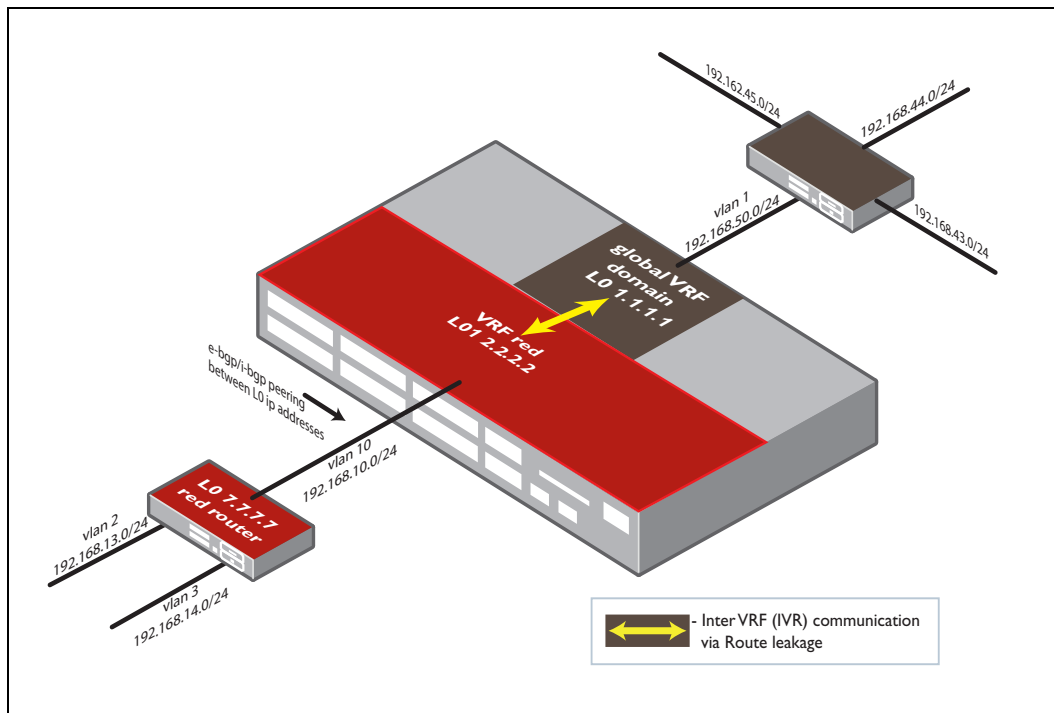 192.162.45.0/24
192.168.44.0/24
192.168.43.0/24
vlan 1
192.168.50.0/24
global VRF
domain
L0 1.1.1.1
VRF red
L01 2.2.2.2
e-bgp/i-bgp peering
between L0 ip addresses
vlan 10
192.168.10.0/24
L0 7.7.7.7
red router
vlan 2
192.168.13.0/24
vlan 3
192.168.14.0/24
- Inter VRF (IVR) communication
via Route leakage